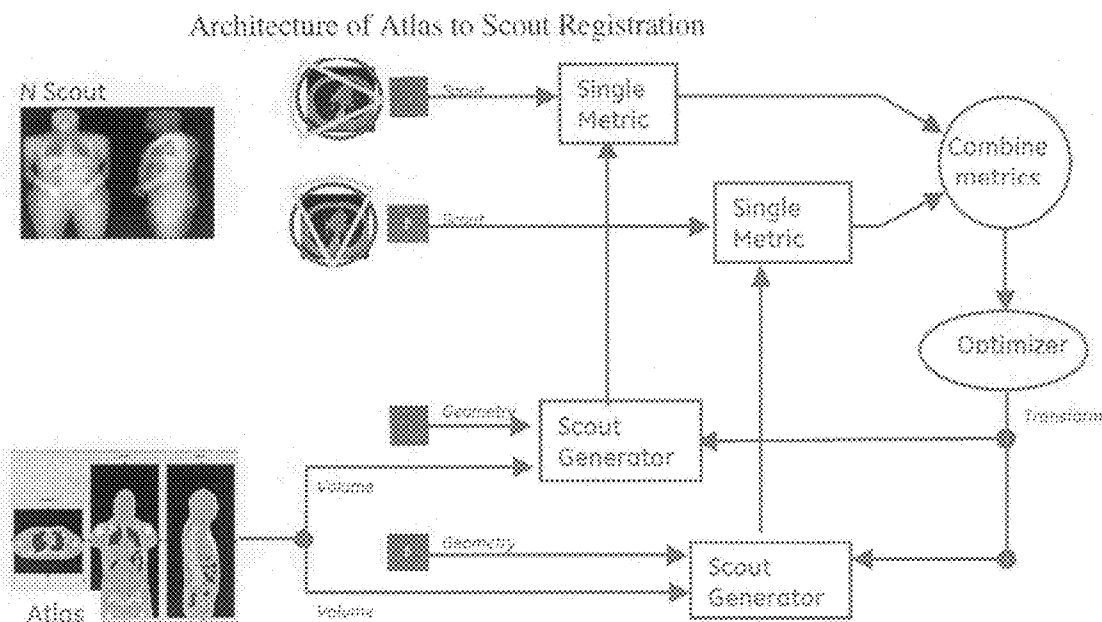 Architecture of Atlas to Scout Registration
N Scout
Scout
Single
Metric
Combine
metrics
Scout
Single
Metric
Optimizer
Transform
Geometry
Scout
Generator
Volume
Geometry
Scout
Generator
Volume
Atlas